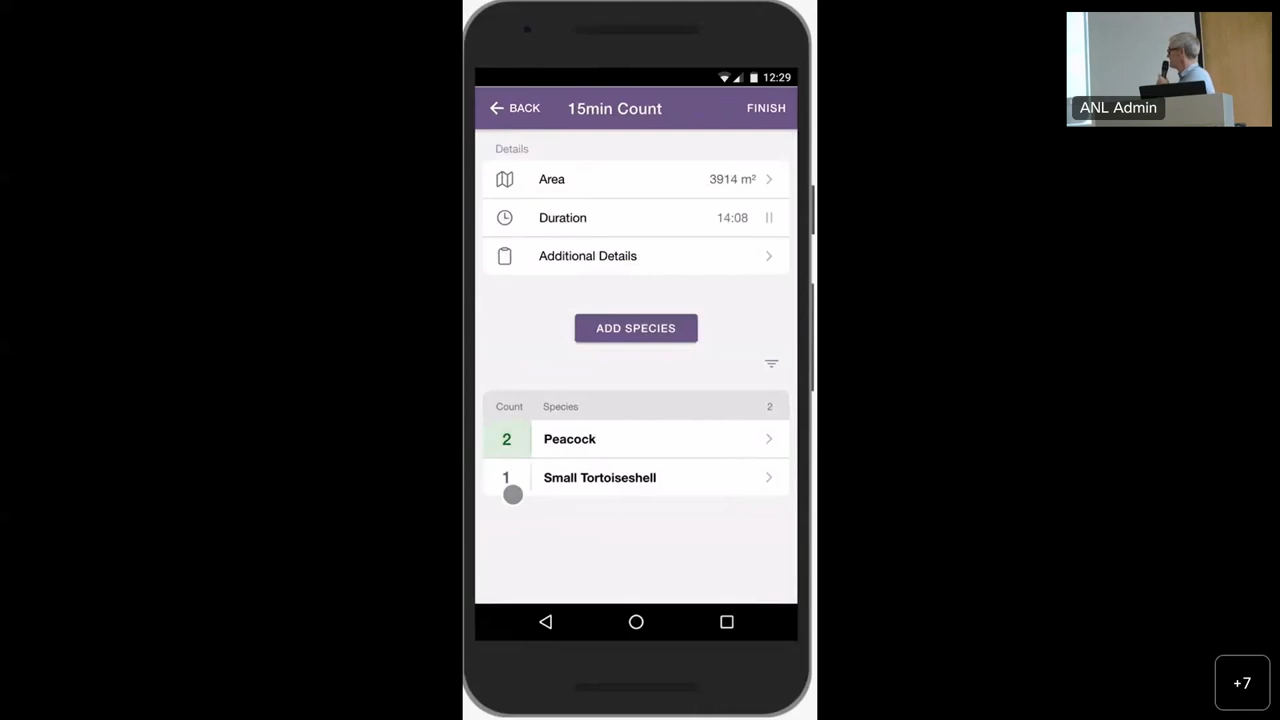 12:29
BACK 15min Count FINISH
Details
Area 3914 m²
Duration 14:08
Additional Details
ADD SPECIES
Count Species 2
2 Peacock
1 Small Tortoiseshell
ANL Admin
+7